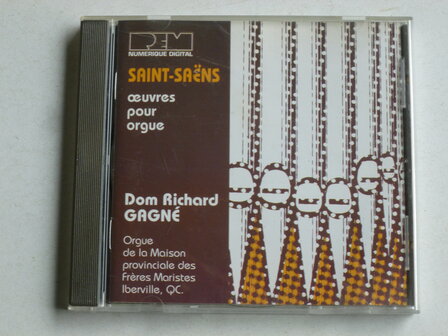 REM
NUMERIQUE DIGITAL
SAINT-SAËNS
œuvres
pour
orgue
Dom Richard
GAGNÉ
Orgue
de la Maison
provinciale des
Frères Maristes
Iberville, QC.